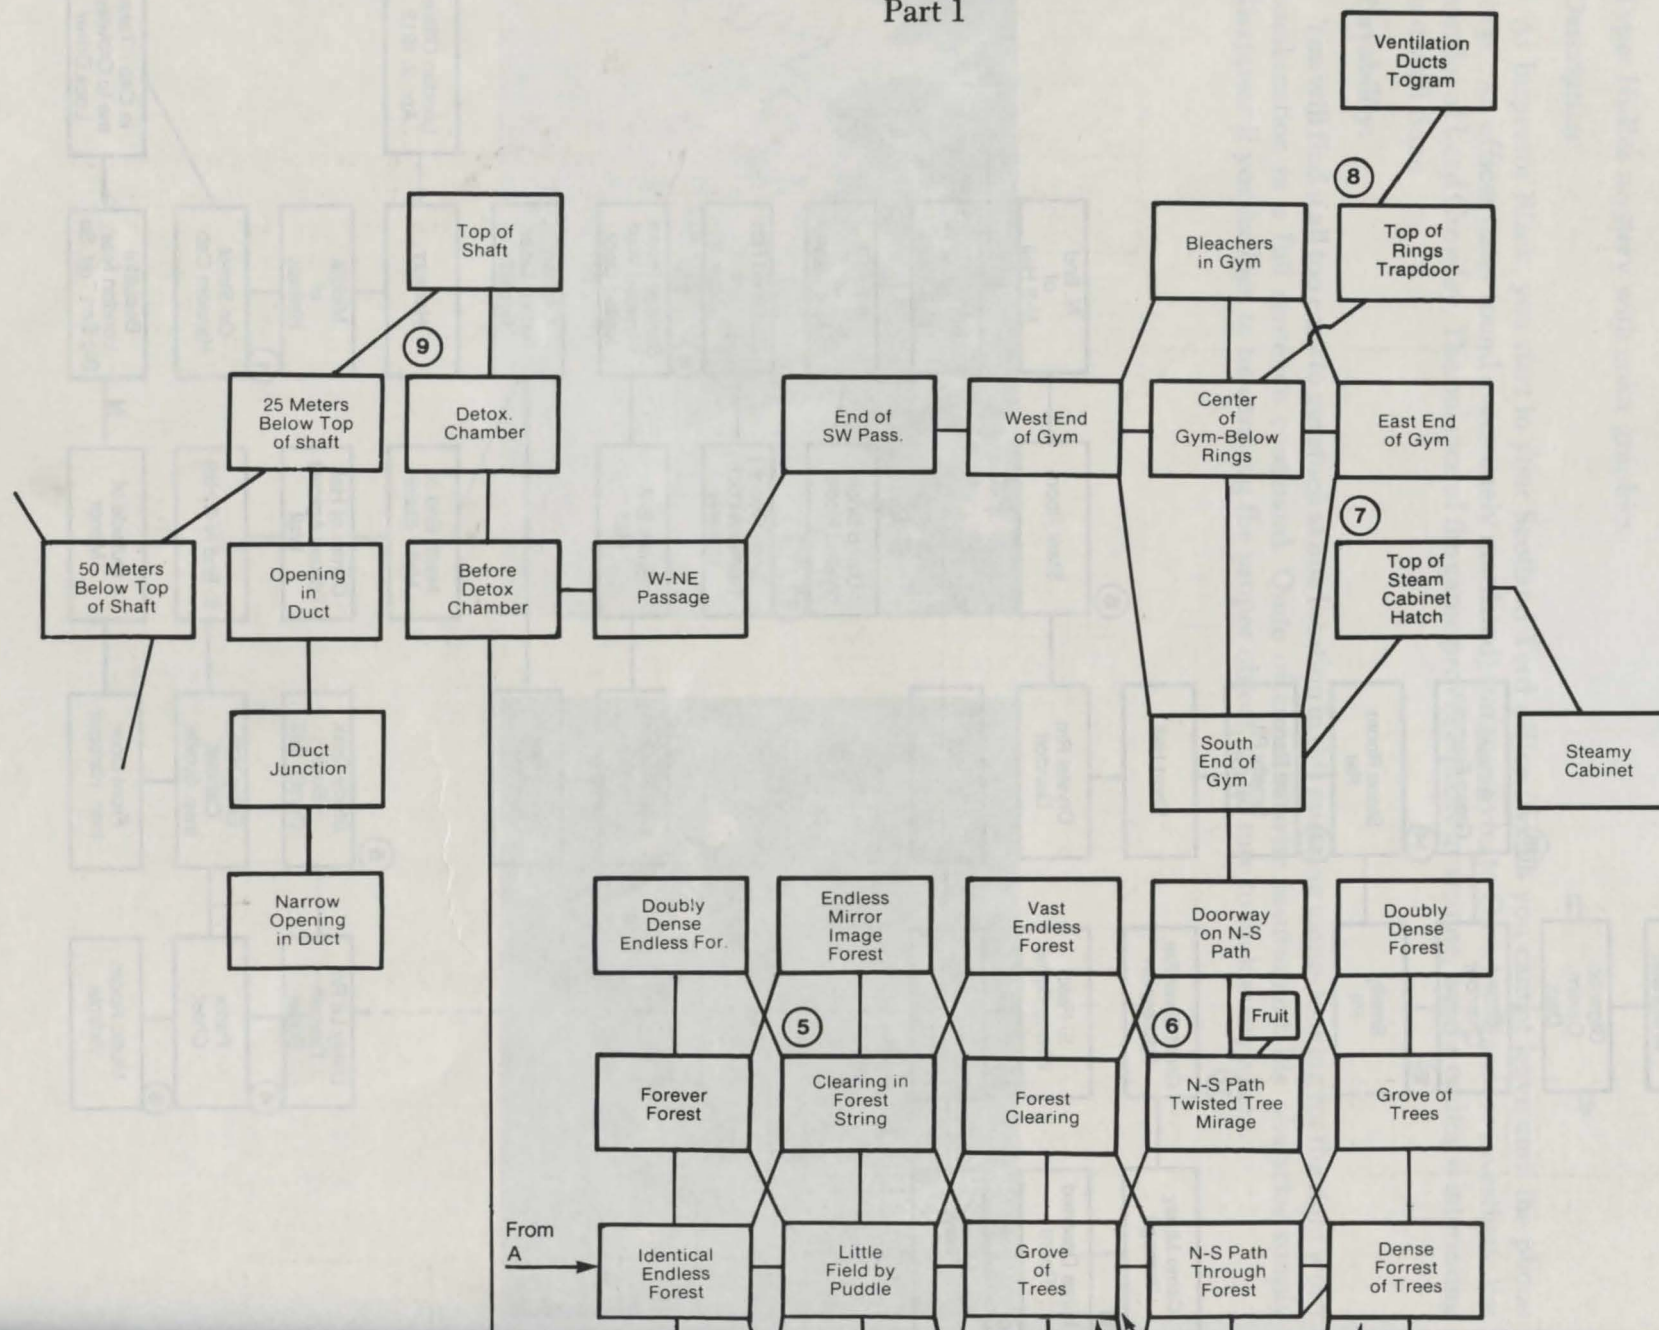 Part 1
Ventilation
Ducts
Togram
8
Top of
Shaft
Bleachers
in Gym
Top of
Rings
Trapdoor
9
25 Meters
Below Top
of shaft
Detox.
Chamber
End of
SW Pass.
West End
of Gym
Center
of
Gym-Below
Rings
East End
of Gym
7
50 Meters
Below Top
of Shaft
Opening
in
Duct
Before
Detox
Chamber
W-NE
Passage
Top of
Steam
Cabinet
Hatch
Duct
Junction
South
End of
Gym
Steamy
Cabinet
Narrow
Opening
in Duct
Doubly
Dense
Endless For.
Endless
Mirror
Image
Forest
Vast
Endless
Forest
Doorway
on N-S
Path
Doubly
Dense
Forest
5
6
Fruit
Forever
Forest
Clearing in
Forest
String
Forest
Clearing
N-S Path
Twisted Tree
Mirage
Grove of
Trees
From
A
Identical
Endless
Forest
Little
Field by
Puddle
Grove
of
Trees
N-S Path
Through
Forest
Dense
Forrest
of Trees